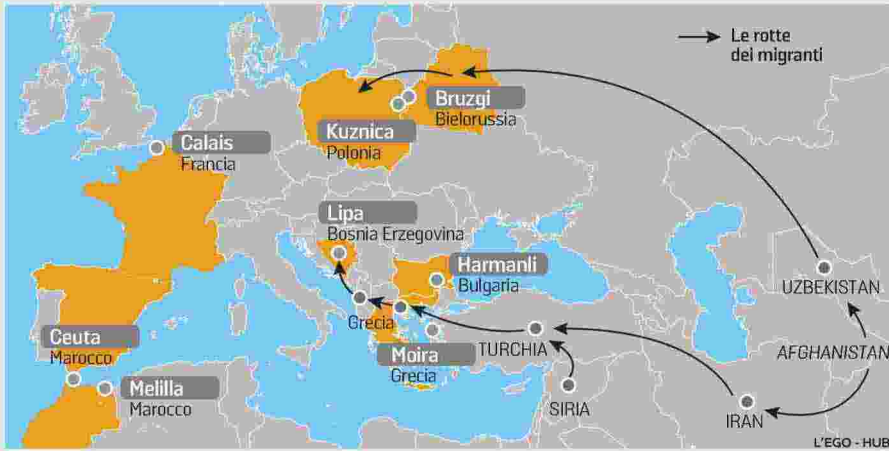 Le rotte
dei migranti
Bruzgi
Bielorussia
Kuznica
Polonia
Calais
Francia
Lipa
Bosnia Erzegovina
Harmanli
Bulgaria
UZBEKISTAN
Grecia
Ceuta
Marocco
Moira
Grecia
TURCHIA
AFGHANISTAN
Melilla
Marocco
SIRIA
IRAN
L'EGO - HUB